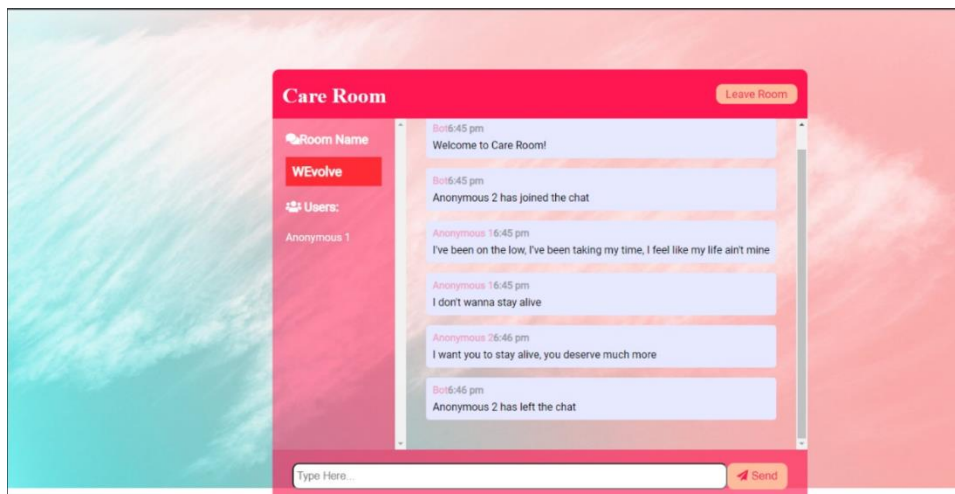 Care Room
Leave Room
Room Name
WEvolve
Users:
Anonymous 1
Bot6:45 pm
Welcome to Care Room!
Bot6:45 pm
Anonymous 2 has joined the chat
Anonymous 16:45 pm
I've been on the low, I've been taking my time, I feel like my life ain't mine
Anonymous 16:45 pm
I don't wanna stay alive
Anonymous 26:46 pm
I want you to stay alive, you deserve much more
Bot6:46 pm
Anonymous 2 has left the chat
Type Here...
Send